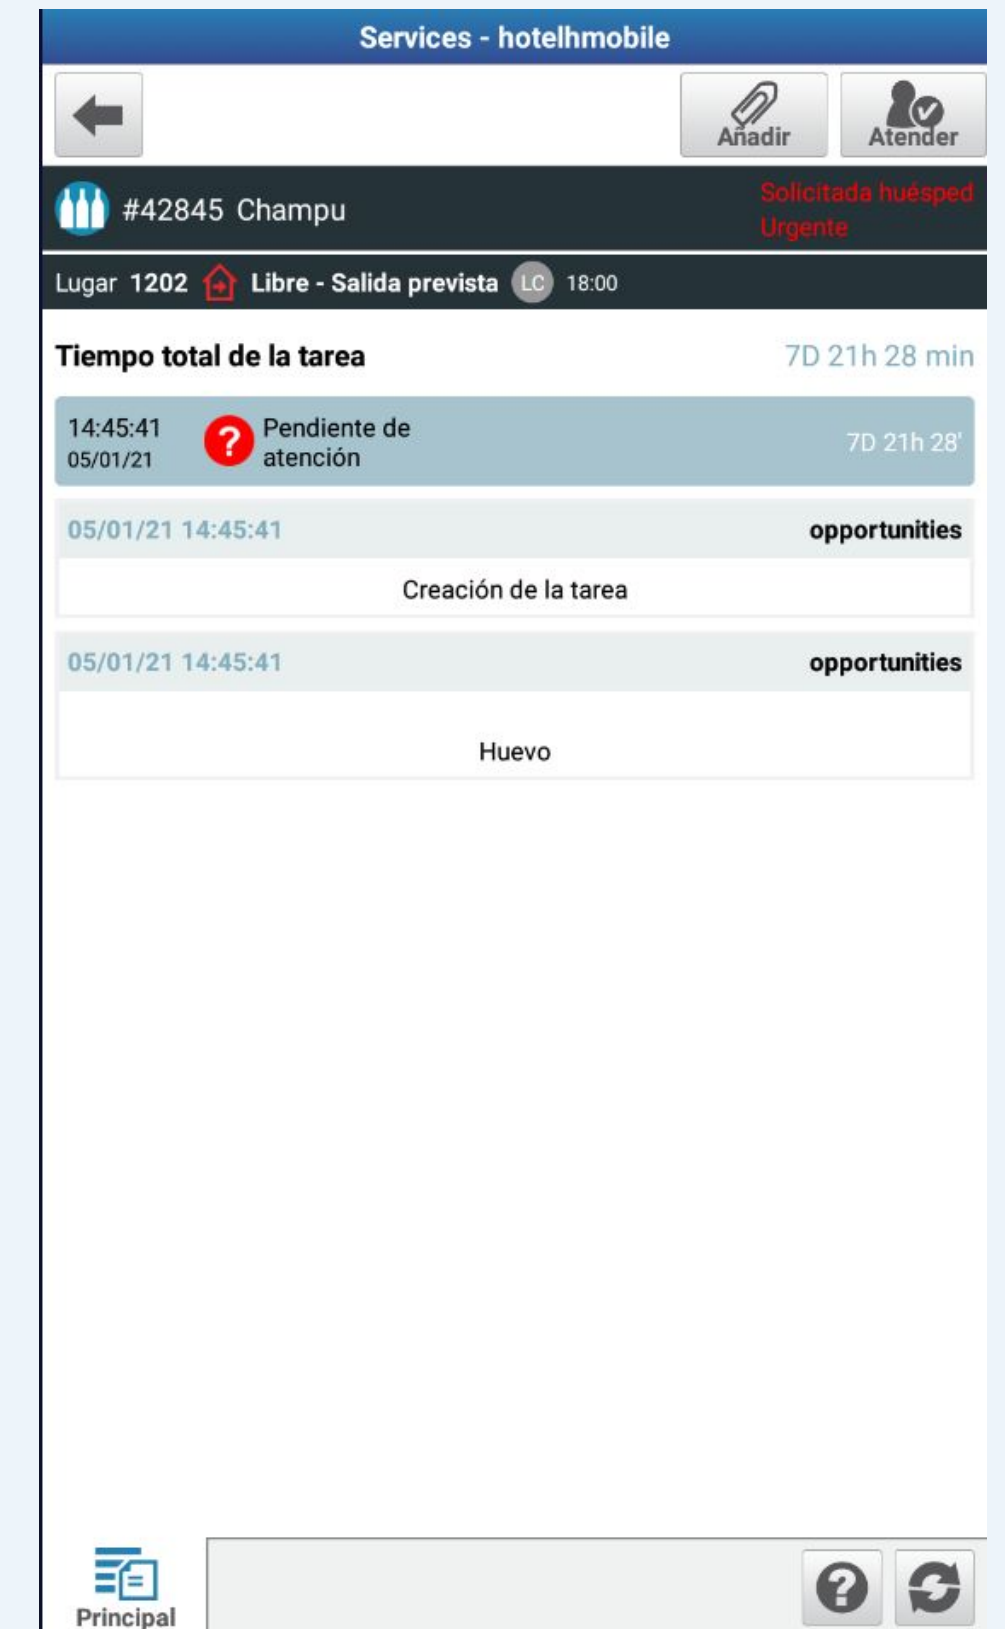 Services - hotelhmobile
Añadir
Atender
#42845 Champu
Solicitada huésped
Urgente
Lugar 1202 Libre - Salida prevista LC 18:00
Tiempo total de la tarea 7D 21h 28 min
14:45:41
05/01/21
? Pendiente de
atención
7D 21h 28'
05/01/21 14:45:41 opportunities
Creación de la tarea
05/01/21 14:45:41 opportunities
Huevo
Principal
?